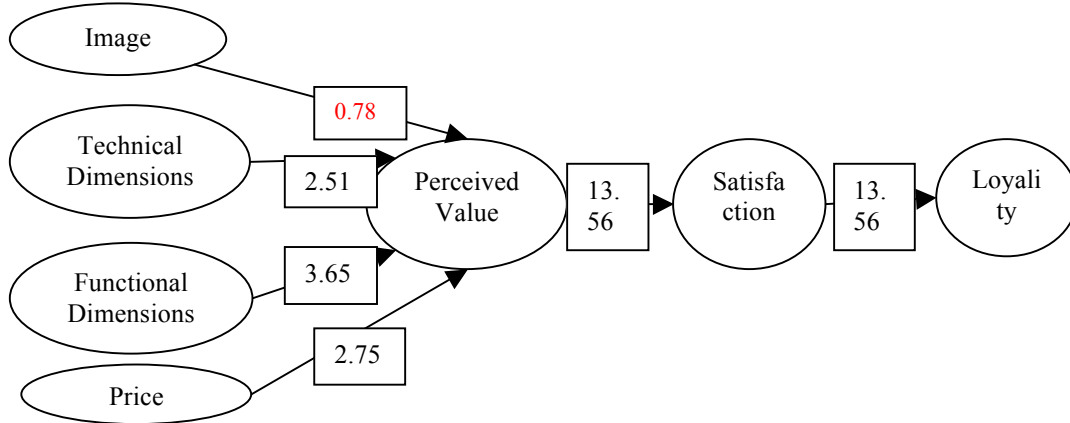 Image
0.78
Technical
Dimensions
2.51
Perceived
Value
13.
56
Satisfa
ction
13.
56
Loyali
ty
Functional
Dimensions
3.65
2.75
Price